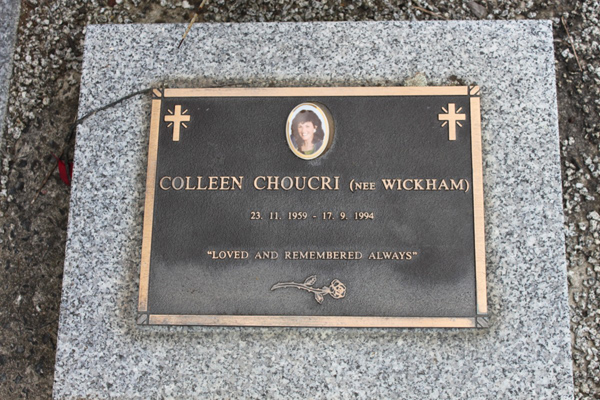 COLLEEN CHOUCRI (NEE WICKHAM)
23. 11. 1959 - 17. 9. 1994
"LOVED AND REMEMBERED ALWAYS"